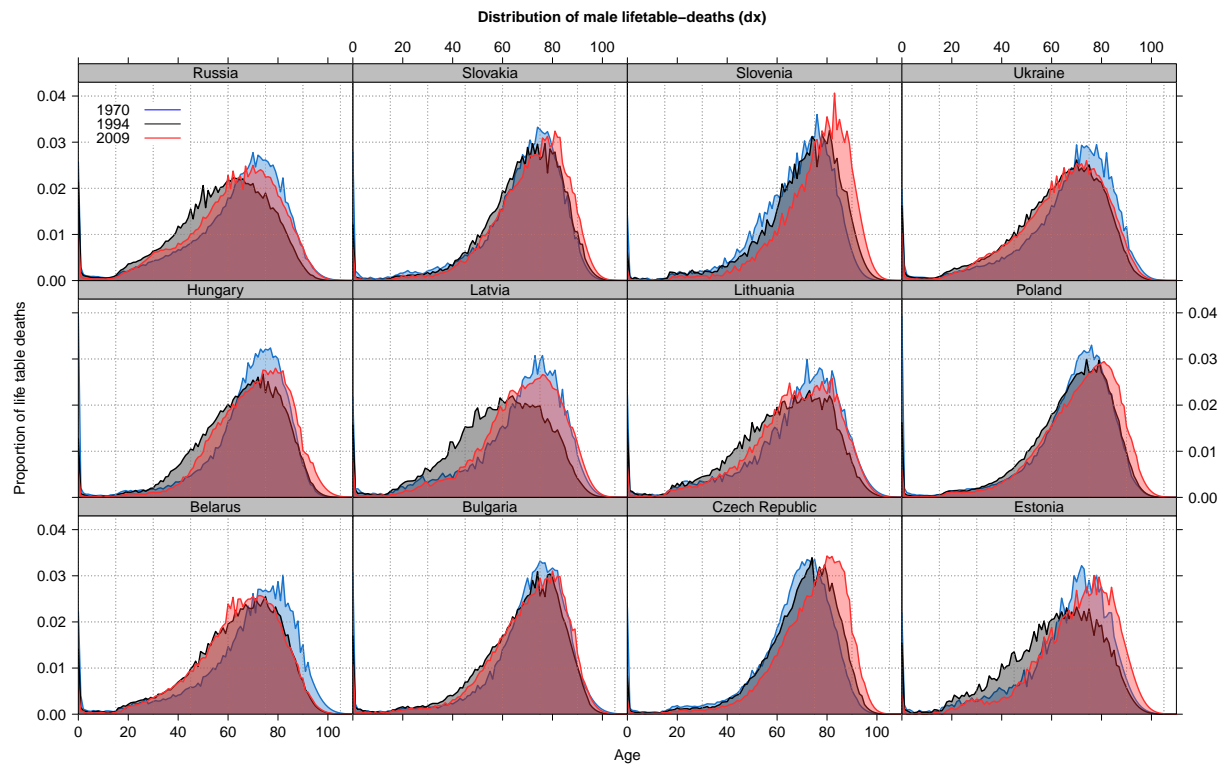 Distribution of male lifetable−deaths (dx)
0 20 40 60 80 100 0 20 40 60 80 100
Russia Slovakia Slovenia Ukraine
0.04
1970
1994
2009
0.03
0.02
0.01
0.00
Hungary Latvia Lithuania Poland
0.04
0.03
0.02
0.01
0.00
Proportion of life table deaths
Belarus Bulgaria Czech Republic Estonia
0.04
0.03
0.02
0.01
0.00
0 20 40 60 80 100 0 20 40 60 80 100
Age